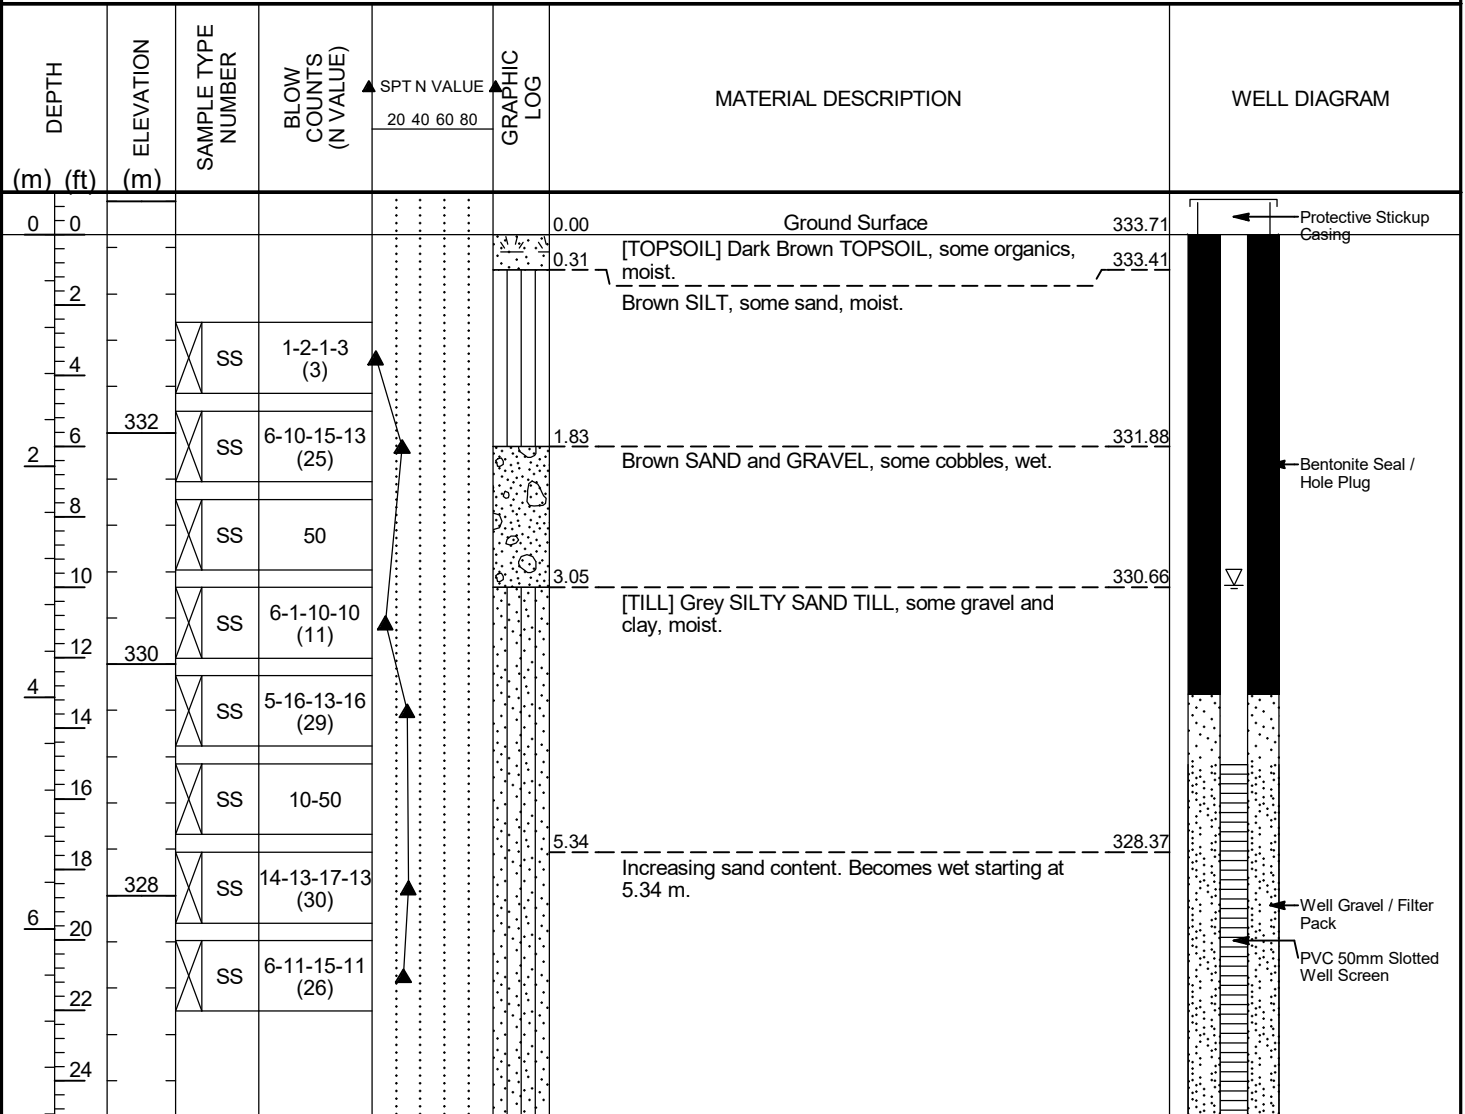 DEPTH
(m) (ft)
ELEVATION
(m)
SAMPLE TYPE
NUMBER
BLOW
COUNTS
(N VALUE)
SPT N VALUE
20 40 60 80
GRAPHIC
LOG
MATERIAL DESCRIPTION
WELL DIAGRAM
0 0
0.00 Ground Surface 333.71
Protective Stickup
Casing
[TOPSOIL] Dark Brown TOPSOIL, some organics,
moist.
0.31 333.41
2
Brown SILT, some sand, moist.
SS
1-2-1-3
(3)
4
332
6
2
SS
6-10-15-13
(25)
1.83 331.88
Brown SAND and GRAVEL, some cobbles, wet.
Bentonite Seal /
Hole Plug
8
SS
50
10
3.05 330.66
[TILL] Grey SILTY SAND TILL, some gravel and
clay, moist.
SS
6-1-10-10
(11)
12
330
4
SS
5-16-13-16
(29)
14
16
SS
10-50
5.34 328.37
Increasing sand content. Becomes wet starting at
5.34 m.
18
328
SS
14-13-17-13
(30)
6
20
Well Gravel / Filter
Pack
PVC 50mm Slotted
Well Screen
SS
6-11-15-11
(26)
22
24